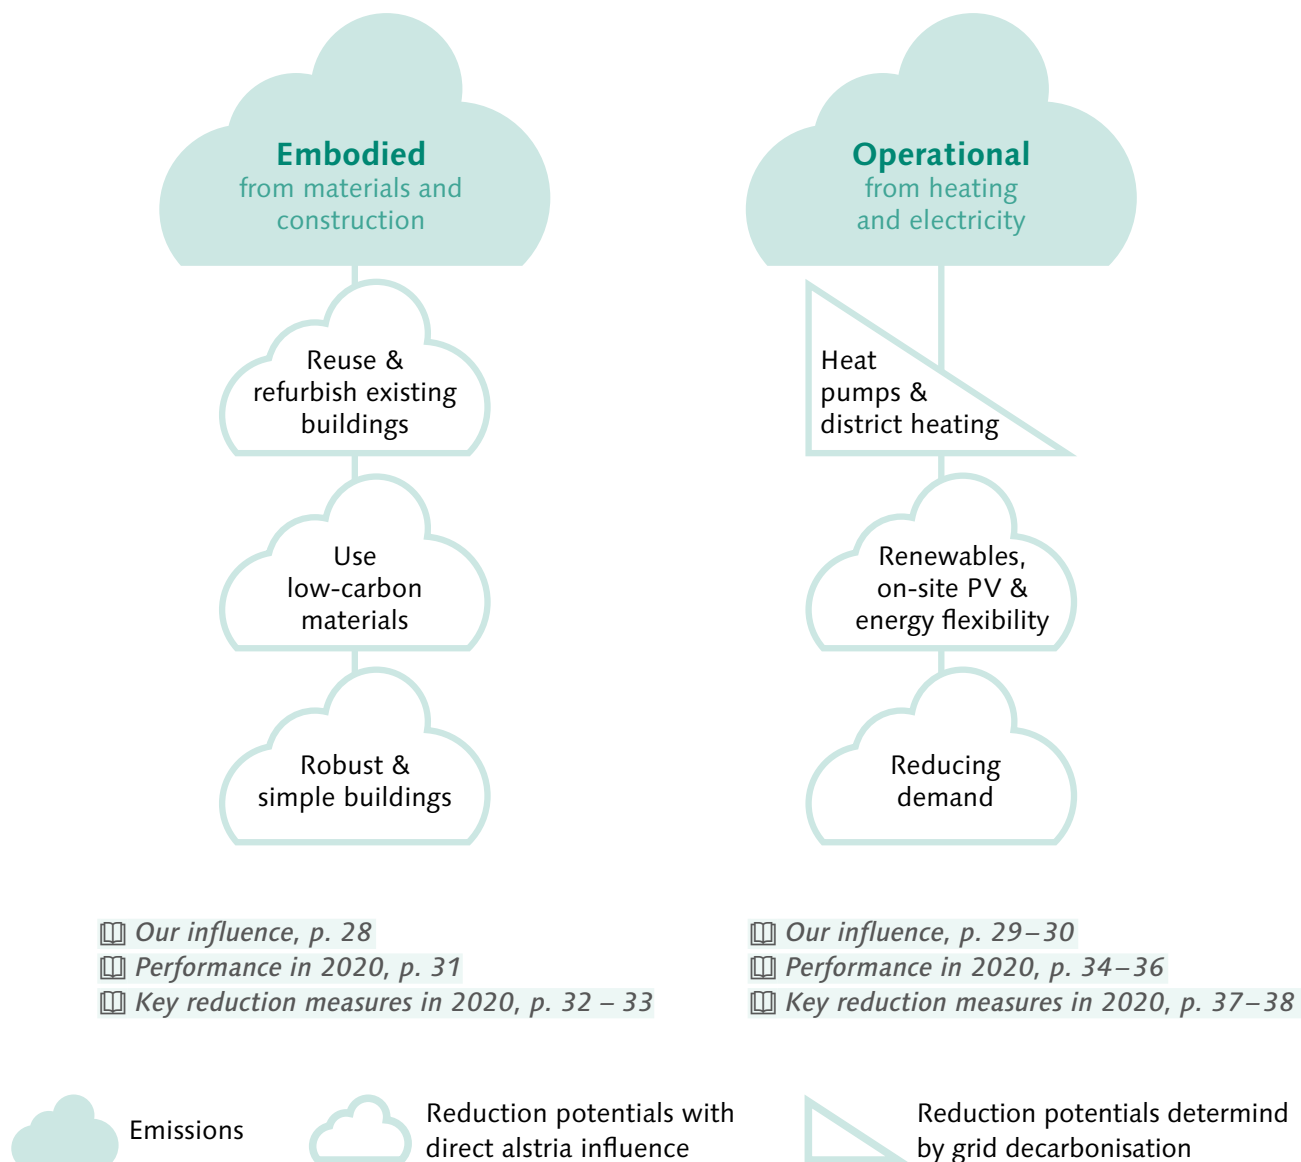 Embodied
from materials and
construction
Reuse &
refurbish existing
buildings
Use
low-carbon
materials
Robust &
simple buildings
Our influence, p. 28
Performance in 2020, p. 31
Key reduction measures in 2020, p. 32 – 33
Operational
from heating
and electricity
Heat
pumps &
district heating
Renewables,
on-site PV &
energy flexibility
Reducing
demand
Our influence, p. 29–30
Performance in 2020, p. 34–36
Key reduction measures in 2020, p. 37–38
Emissions
Reduction potentials with
direct alstria influence
Reduction potentials determind
by grid decarbonisation